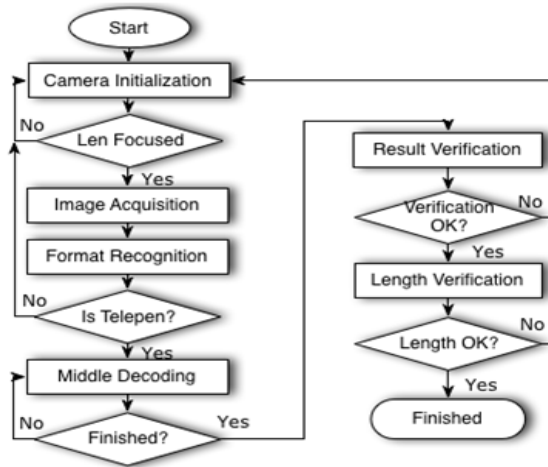 Start
Camera Initialization
No
Len Focused
Yes
Image Acquisition
Format Recognition
No
Is Telepen?
Yes
Middle Decoding
No
Finished?
Yes
Result Verification
Verification
OK?
No
Yes
Length Verification
Length OK?
No
Yes
Finished